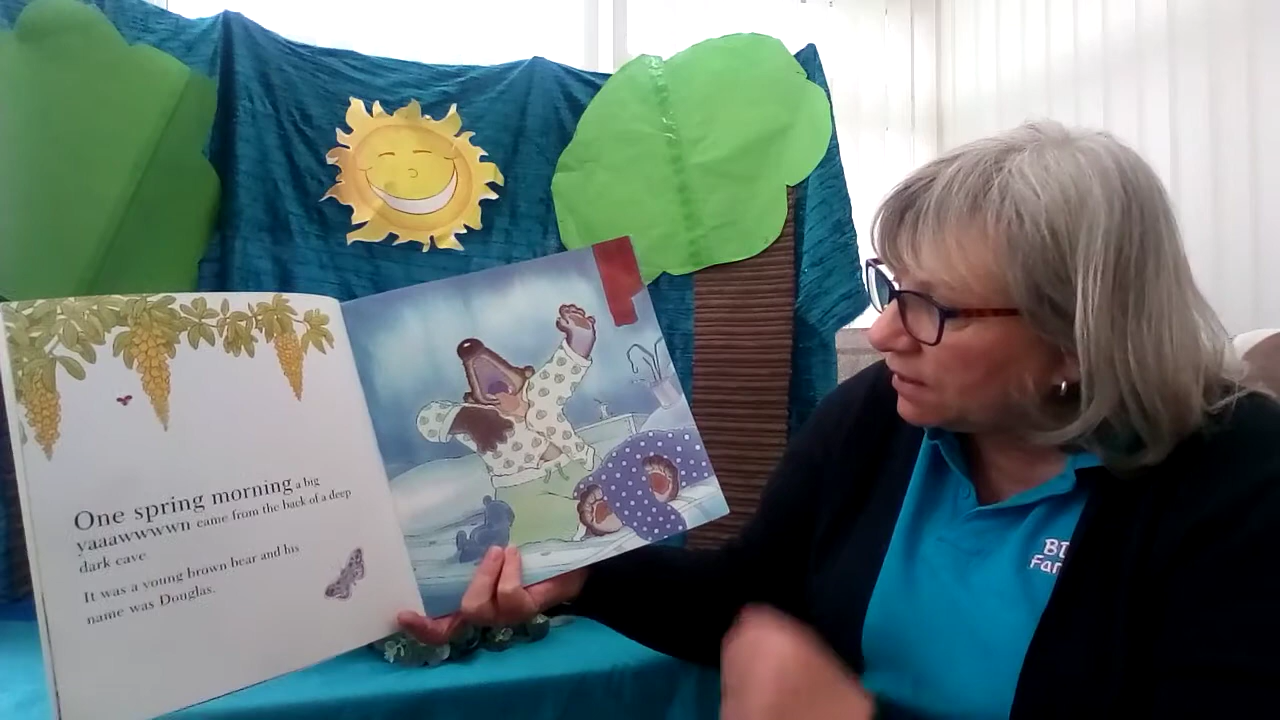 One spring morning a big
yaaawwwwn came from the back of a deep
dark cave
It was a young brown bear and his
name was Douglas.